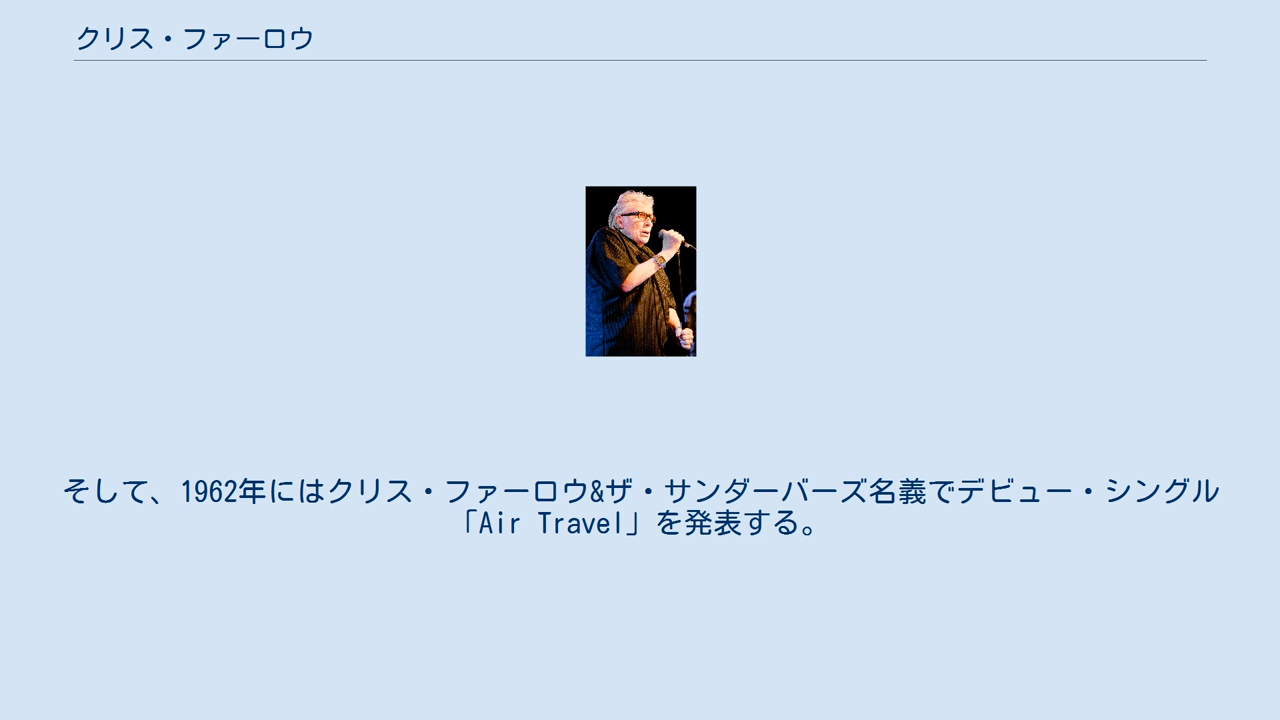 クリス・ファーロウ
そして、1962年にはクリス・ファーロウ&ザ・サンダーバーズ名義でデビュー・シングル
「Air Travel」を発表する。